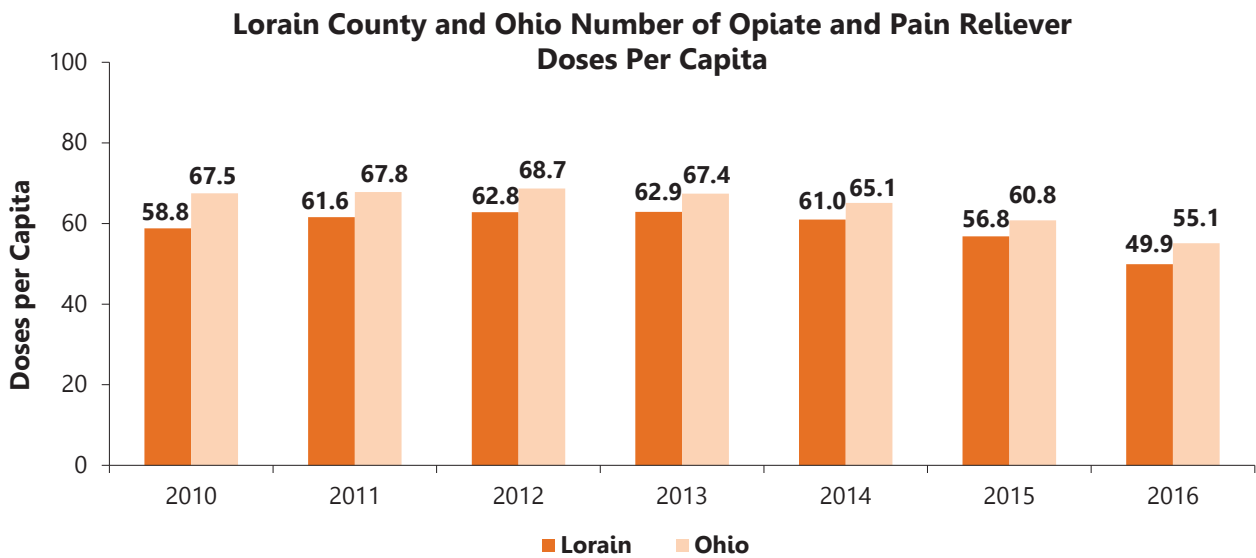 Lorain County and Ohio Number of Opiate and Pain Reliever
Doses Per Capita
Doses per Capita
100
80
60
40
20
0
58.8 67.5
61.6 67.8
62.8 68.7
62.9 67.4
61.0 65.1
56.8 60.8
49.9 55.1
2010 2011 2012 2013 2014 2015 2016
Lorain Ohio